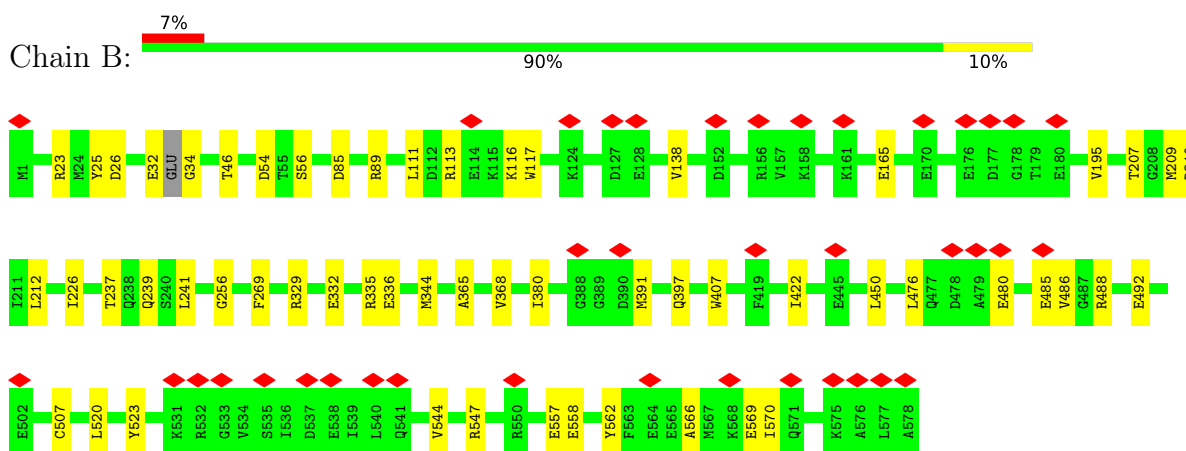 7%
Chain B:
90% 10%
M1 R23 M24 Y25 D26 E32 GLU G34 T46 D54 T55 S56 D85 R89 L111 D112 R113 E114 K115 K116 W117 K124 D127 E128 V138 D152 R156 V157 K158 K161 E165 E170 E176 D177 G178 T179 E180 V195 T207 G208 M209
I211 L212 I226 T237 Q238 Q239 S240 L241 G256 F269 R329 E332 R335 E336 M344 A365 V368 I380 G388 G389 D390 M391 Q397 W407 F419 I422 E445 L450 L476 Q477 D478 A479 E480 E485 V486 G487 R488 E492
E502 C507 L520 Y523 K531 R532 G533 V534 S535 I536 D537 E538 I539 L540 Q541 V544 R547 R550 E557 E558 Y562 F563 E564 E565 A566 M567 K568 E569 I570 Q571 K575 A576 L577 A578